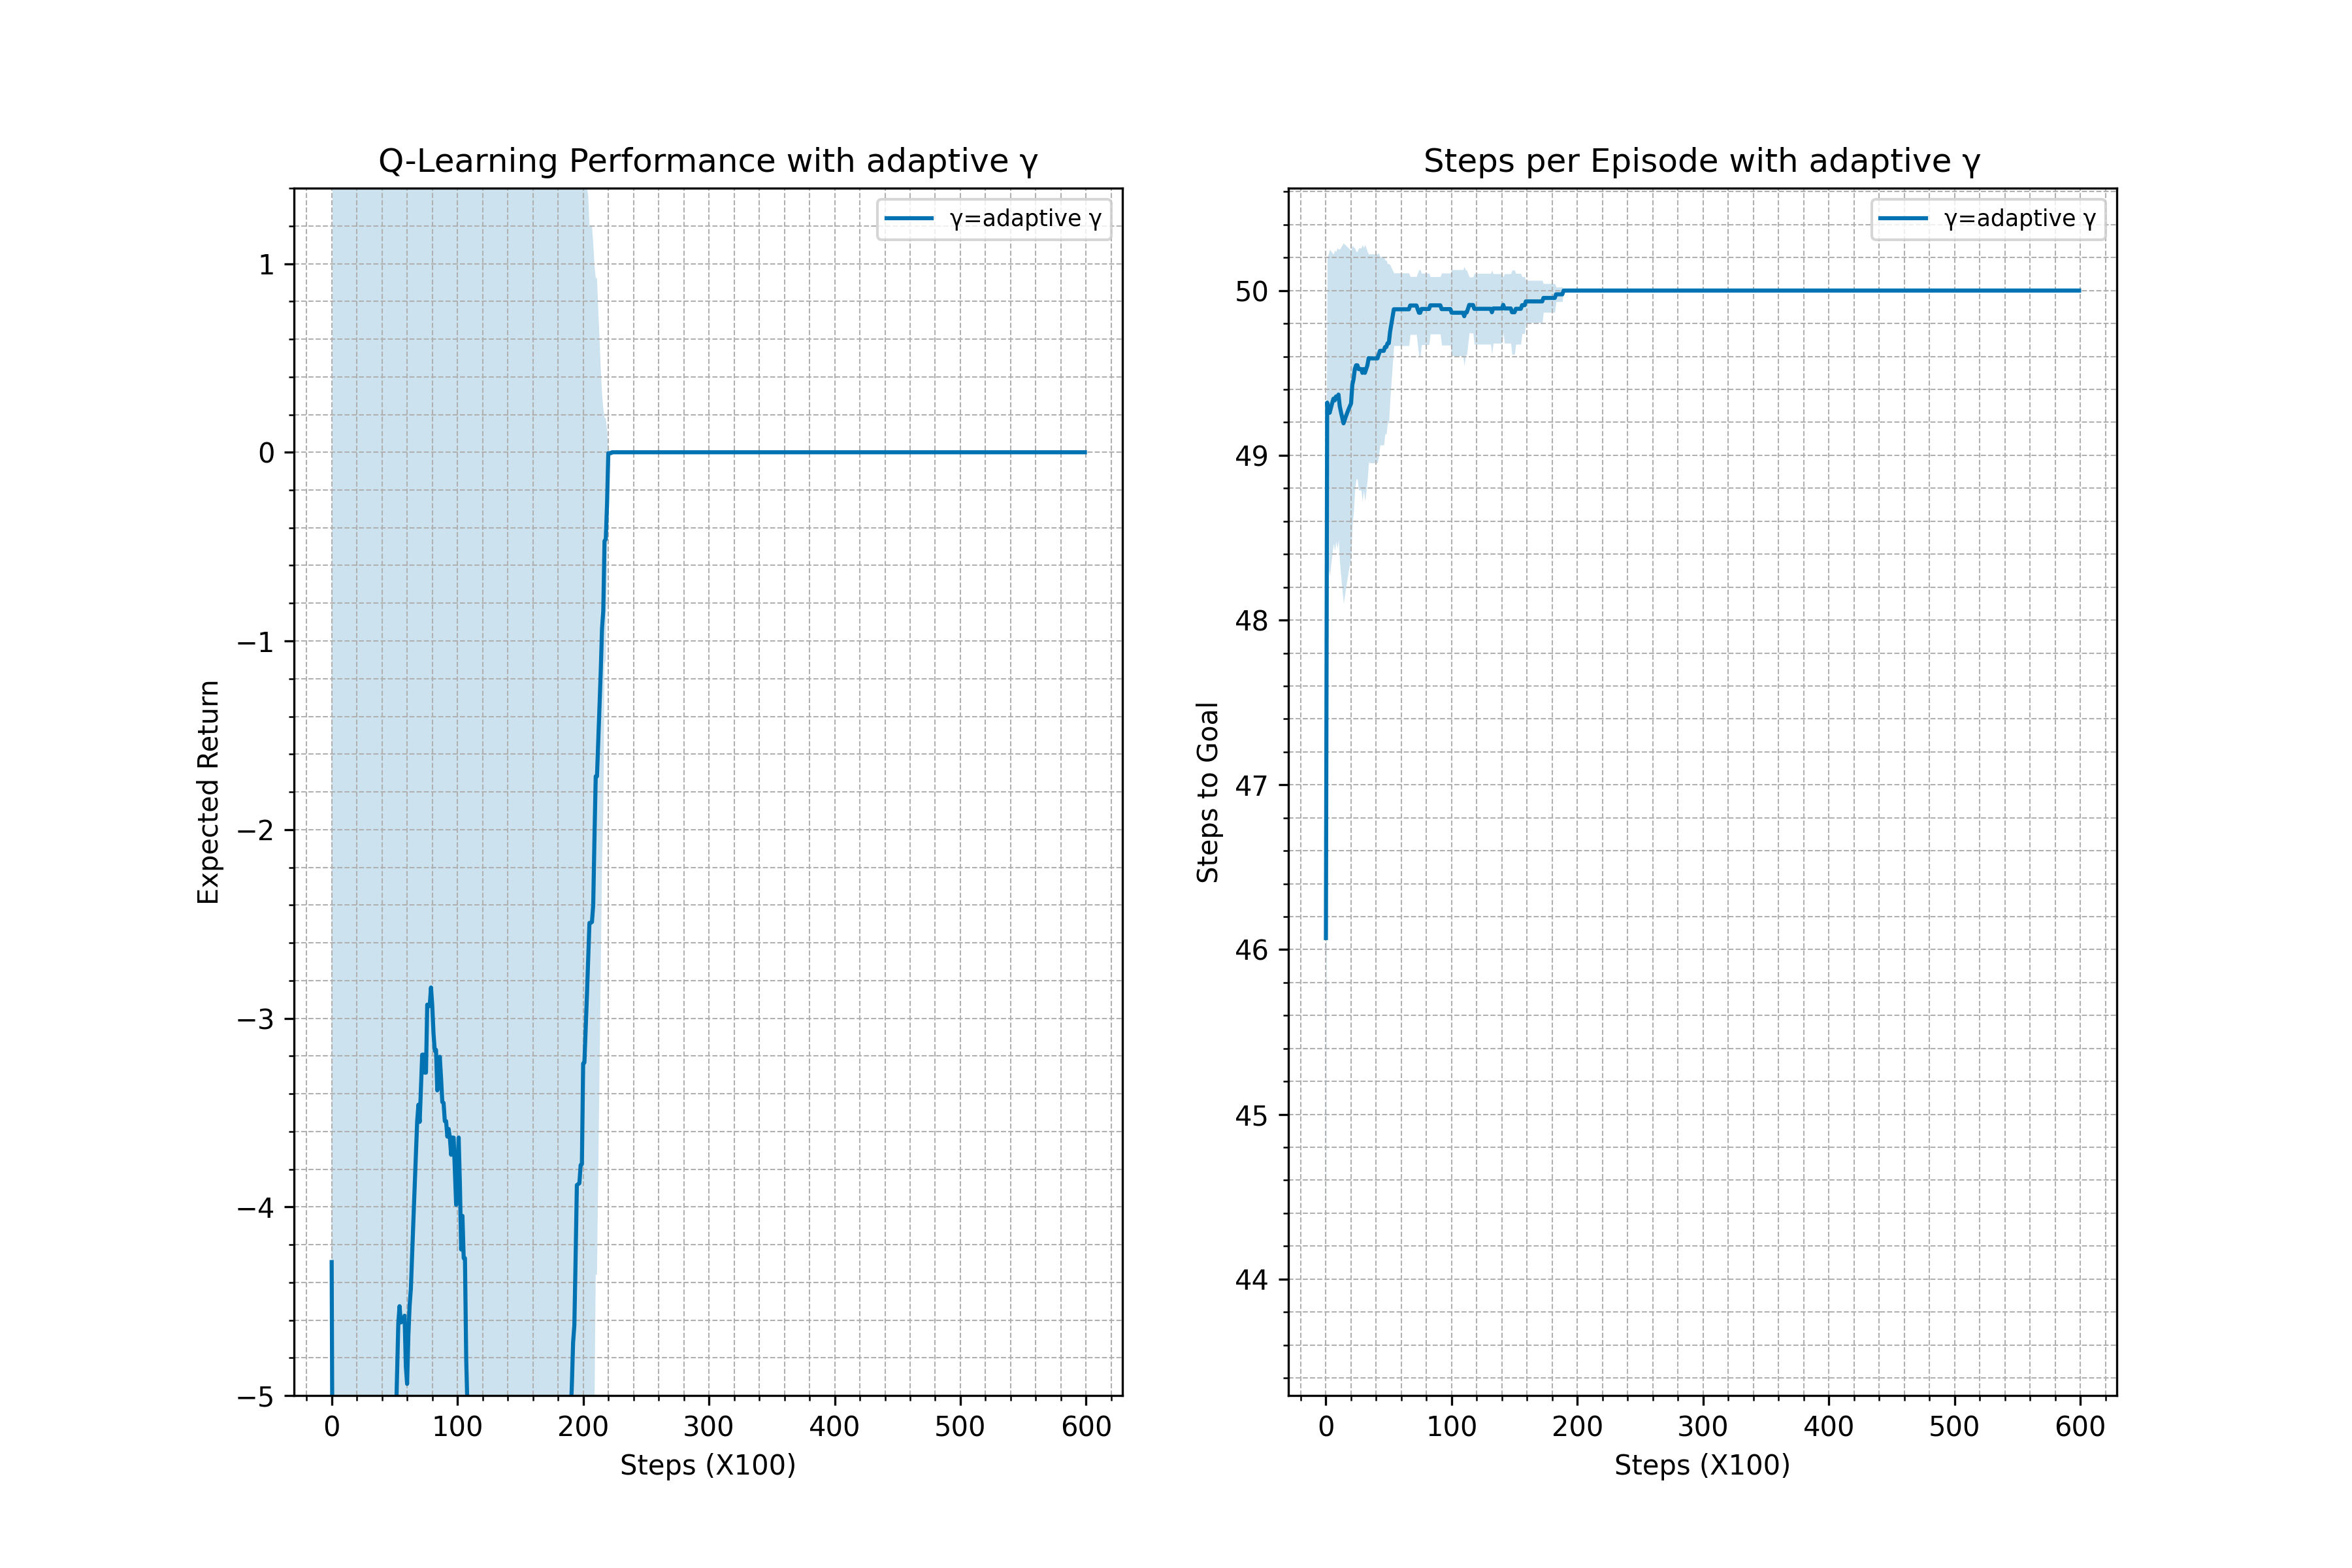 Q-Learning Performance with adaptive γ
γ=adaptive γ
Expected Return
1
0
−1
−2
−3
−4
−5
0 100 200 300 400 500 600
Steps (X100)
Steps per Episode with adaptive γ
γ=adaptive γ
Steps to Goal
50
49
48
47
46
45
44
0 100 200 300 400 500 600
Steps (X100)